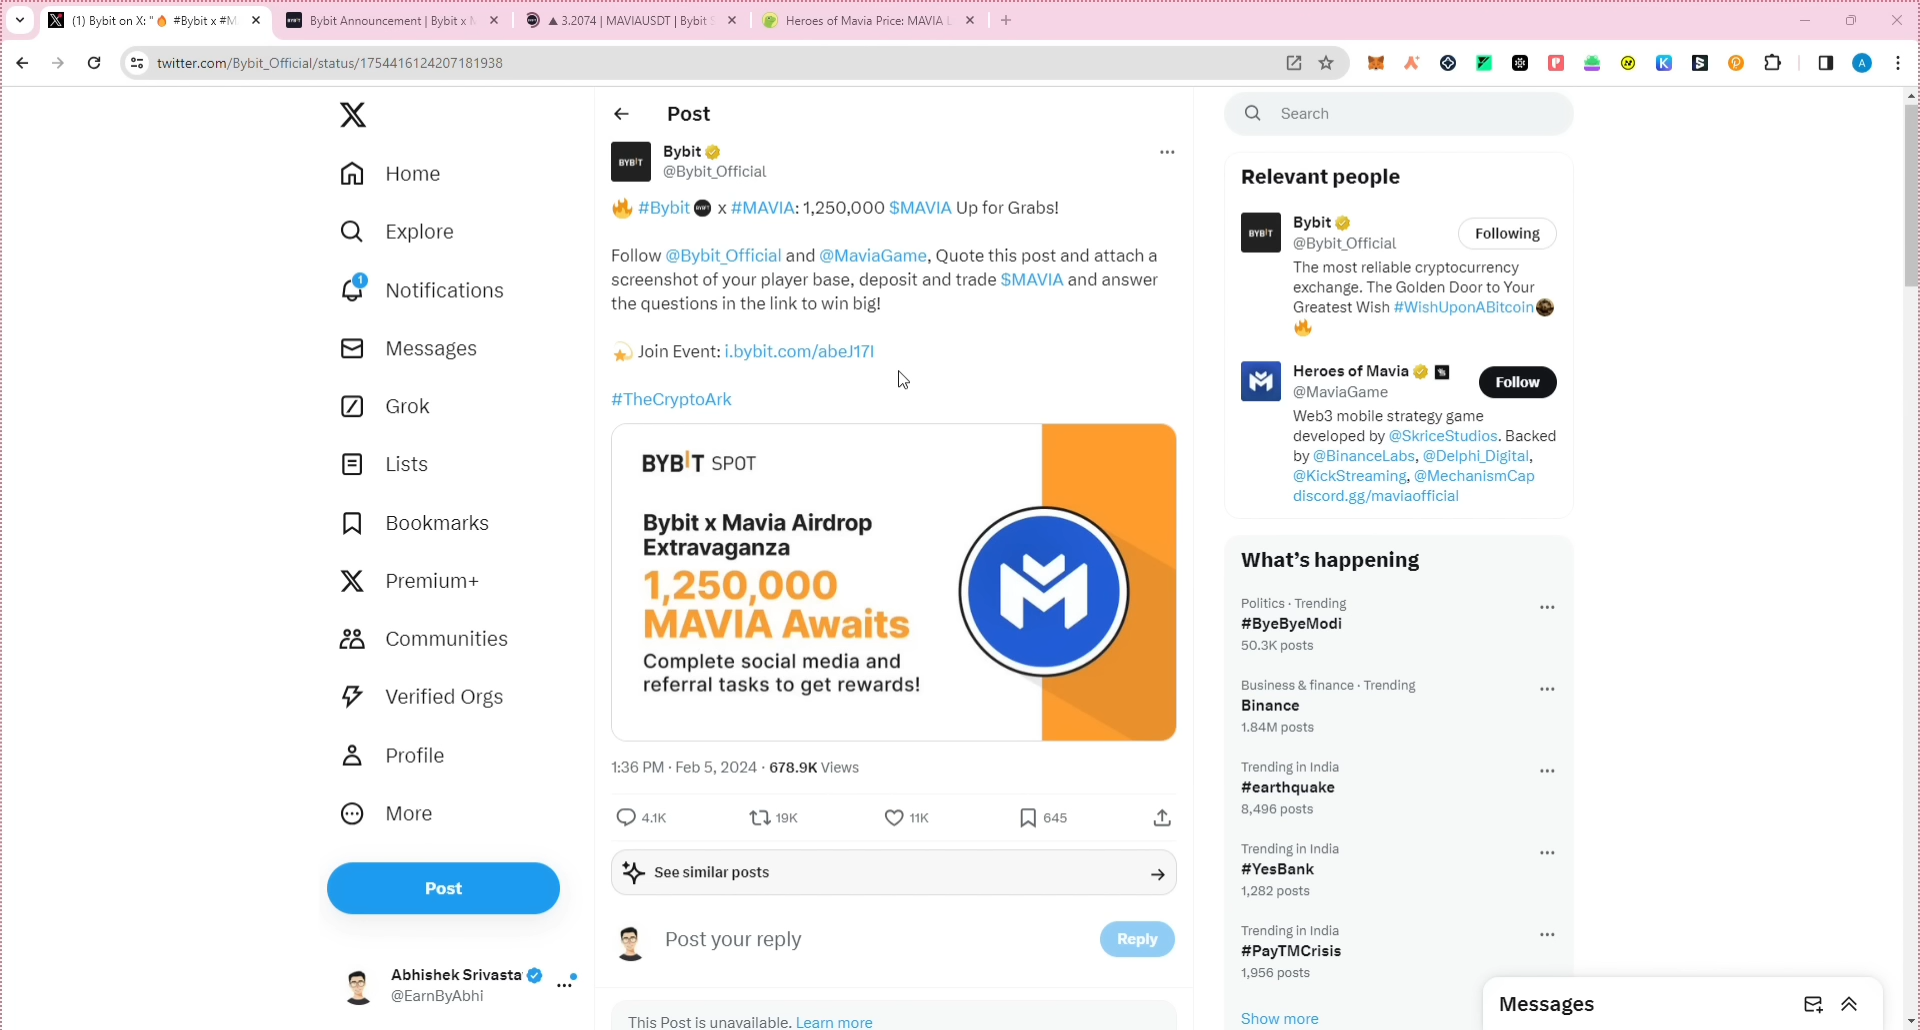 (1) Bybit on X: "🔥 #Bybit x #M
Bybit Announcement | Bybit x
▲ 3.2074 | MAVIAUSDT | Bybit
Heroes of Mavia Price: MAVIA
twitter.com/Bybit_Official/status/1754416124207181938
Home
Explore
1
Notifications
Messages
Grok
Lists
Bookmarks
Premium+
Communities
Verified Orgs
Profile
More
Post
Abhishek Srivasta
@EarnByAbhi
Post
BYBIT
Bybit
@Bybit_Official
🔥 #Bybit x #MAVIA: 1,250,000 $MAVIA Up for Grabs!
Follow @Bybit_Official and @MaviaGame, Quote this post and attach a
screenshot of your player base, deposit and trade $MAVIA and answer
the questions in the link to win big!
💫 Join Event: i.bybit.com/abeJ17I
#TheCryptoArk
BYBIT SPOT
Bybit x Mavia Airdrop
Extravaganza
1,250,000
MAVIA Awaits
Complete social media and
referral tasks to get rewards!
1:36 PM · Feb 5, 2024 · 678.9K Views
4.1K
19K
11K
645
See similar posts
Post your reply
Reply
This Post is unavailable. Learn more
Search
Relevant people
BYBIT
Bybit
@Bybit_Official
Following
The most reliable cryptocurrency
exchange. The Golden Door to Your
Greatest Wish #WishUponABitcoin
🔥
Heroes of Mavia
@MaviaGame
Follow
Web3 mobile strategy game
developed by @SkriceStudios. Backed
by @BinanceLabs, @Delphi_Digital,
@KickStreaming, @MechanismCap
discord.gg/maviaofficial
What's happening
Politics · Trending
#ByeByeModi
50.3K posts
Business & finance · Trending
Binance
1.84M posts
Trending in India
#earthquake
8,496 posts
Trending in India
#YesBank
1,282 posts
Trending in India
#PayTMCrisis
1,956 posts
Show more
Messages